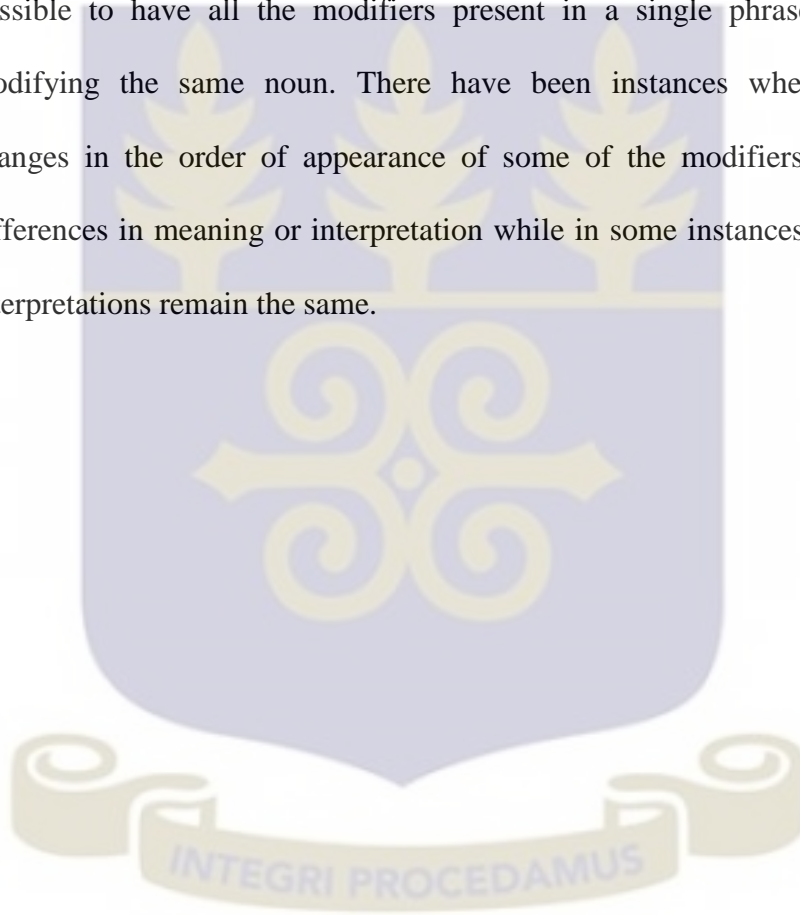 ssible to have all the modifiers present in a single phrase
odifying the same noun. There have been instances whe
anges in the order of appearance of some of the modifiers
fferences in meaning or interpretation while in some instances
terpretations remain the same.
INTEGRI PROCEDAMUS